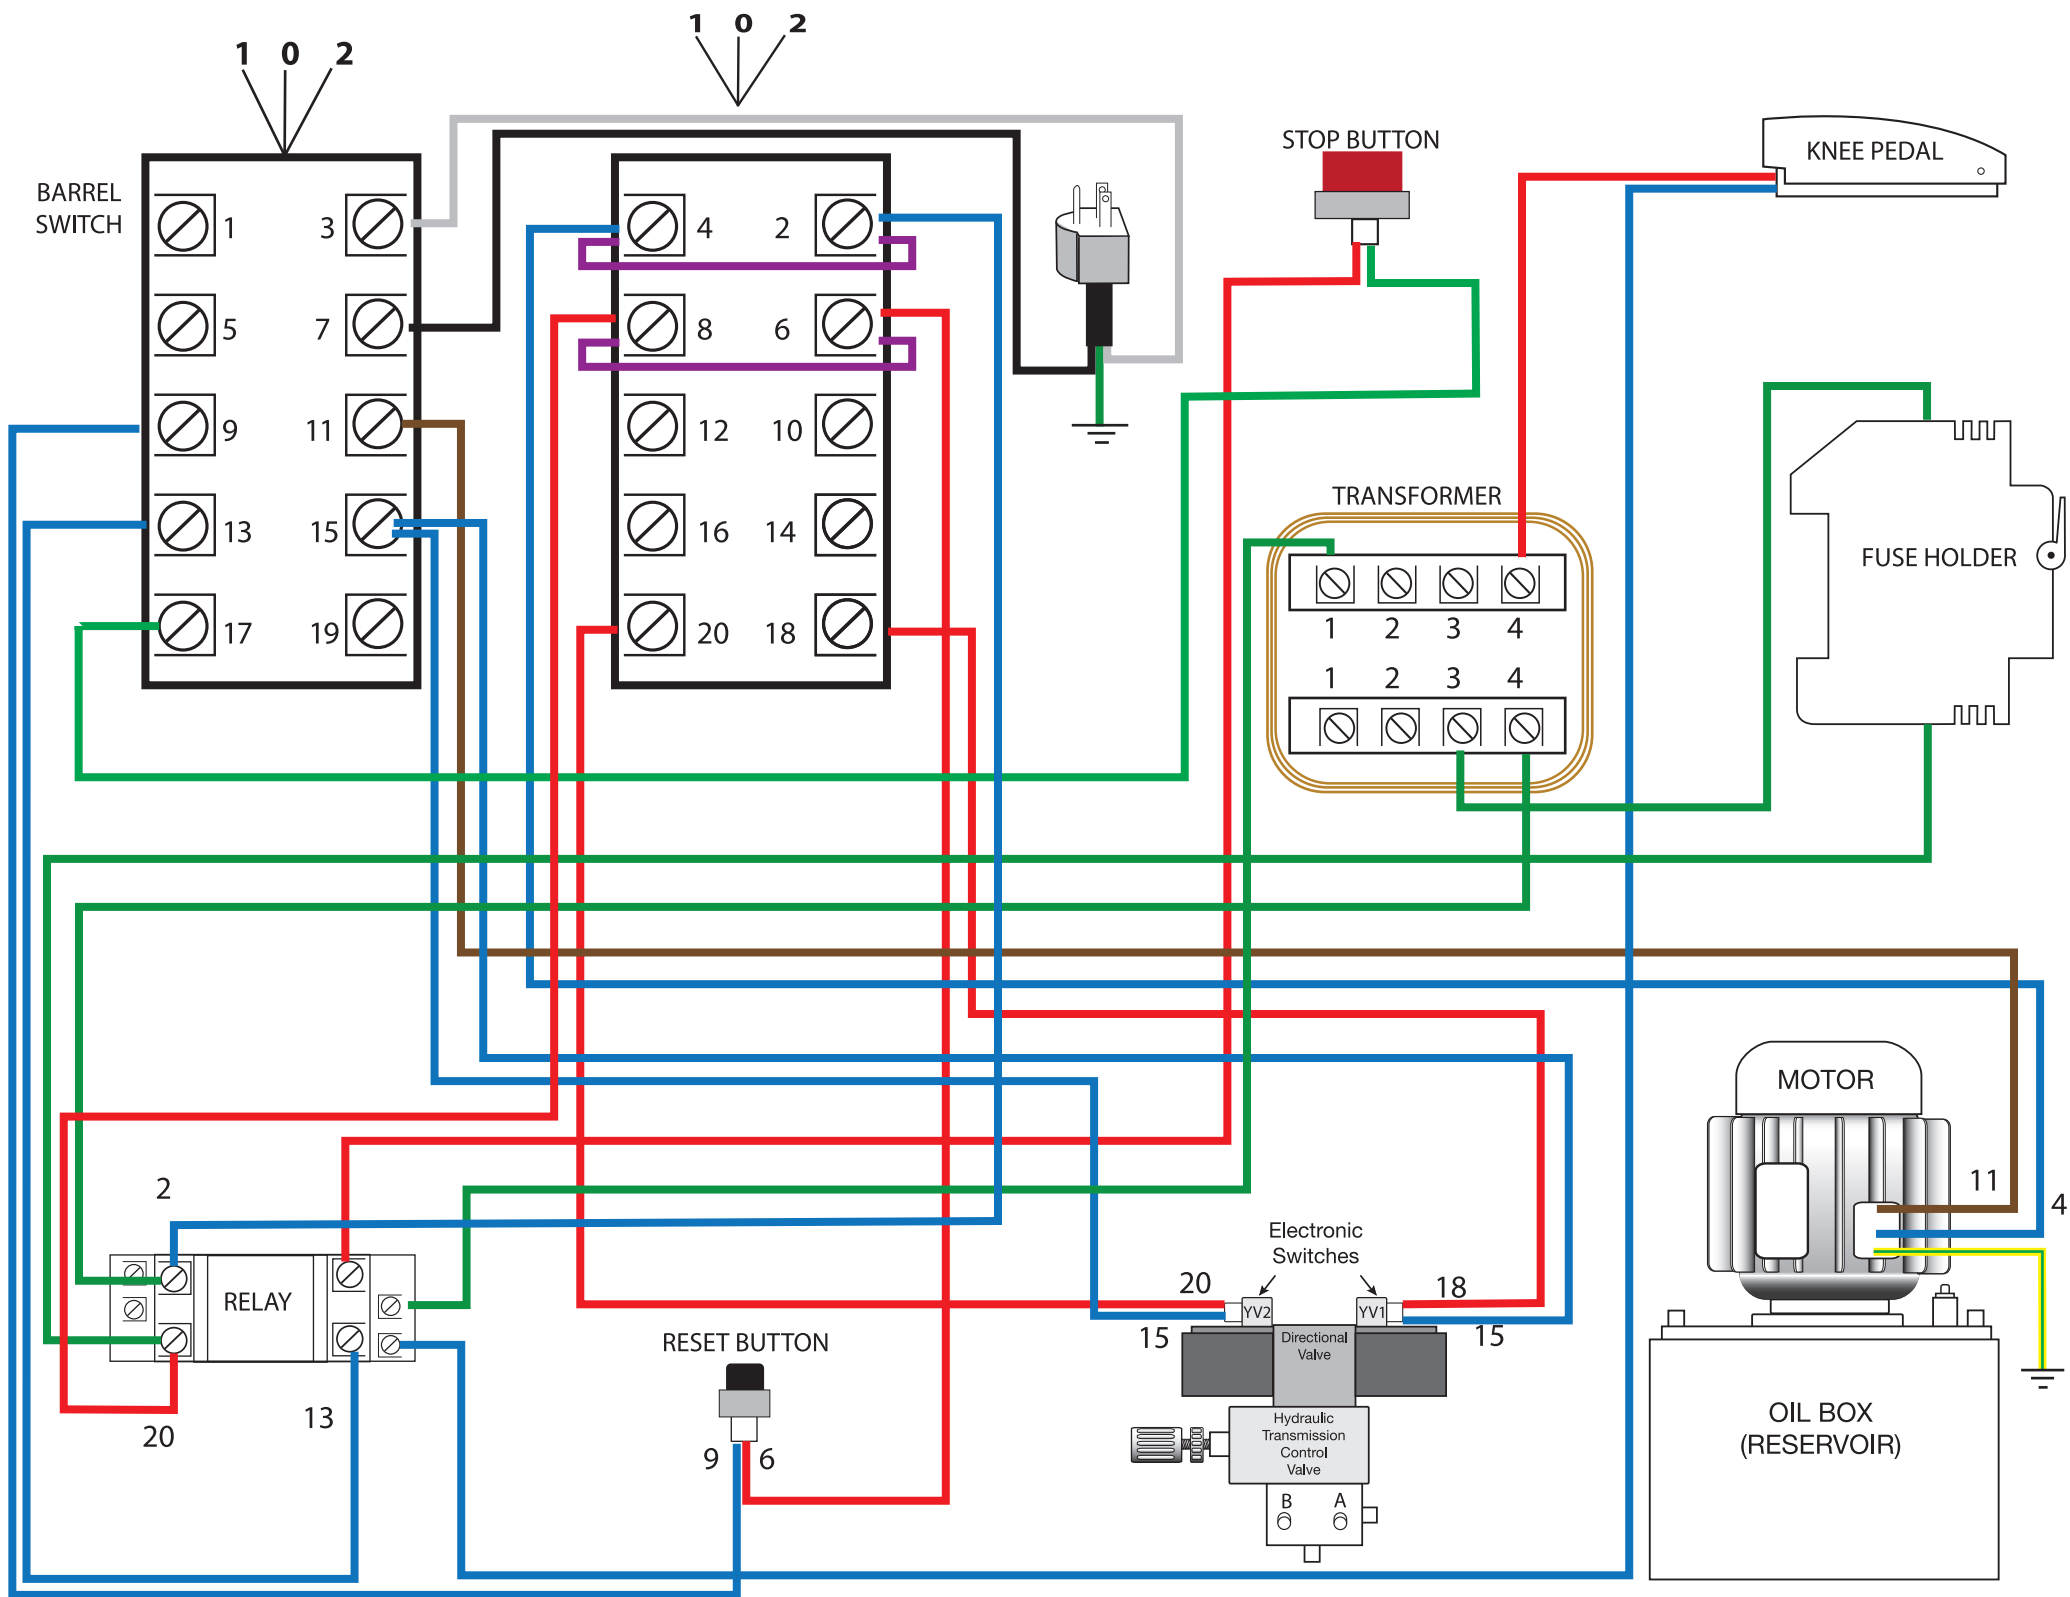 1 0 2
1 0 2
BARREL
SWITCH
1 3
5 7
9 11
13 15
17 19
4 2
8 6
12 10
16 14
20 18
STOP BUTTON
KNEE PEDAL
TRANSFORMER
1 2 3 4
1 2 3 4
FUSE HOLDER
MOTOR
11
4
OIL BOX
(RESERVOIR)
2
RELAY
20
13
RESET BUTTON
9 6
Electronic
Switches
20 18
YV2 YV1
15 15
Directional
Valve
Hydraulic
Transmission
Control
Valve
B A